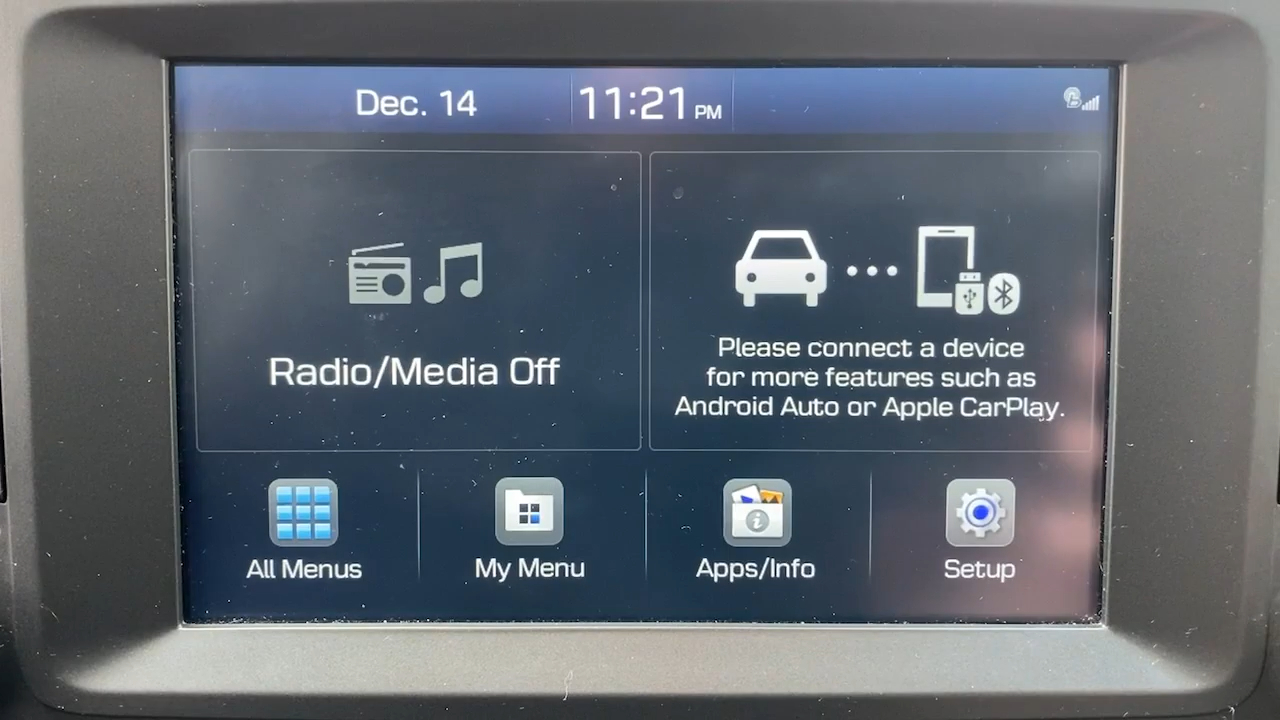 Dec. 14
11:21 PM
Radio/Media Off
Please connect a device
for more features such as
Android Auto or Apple CarPlay.
All Menus
My Menu
Apps/Info
Setup